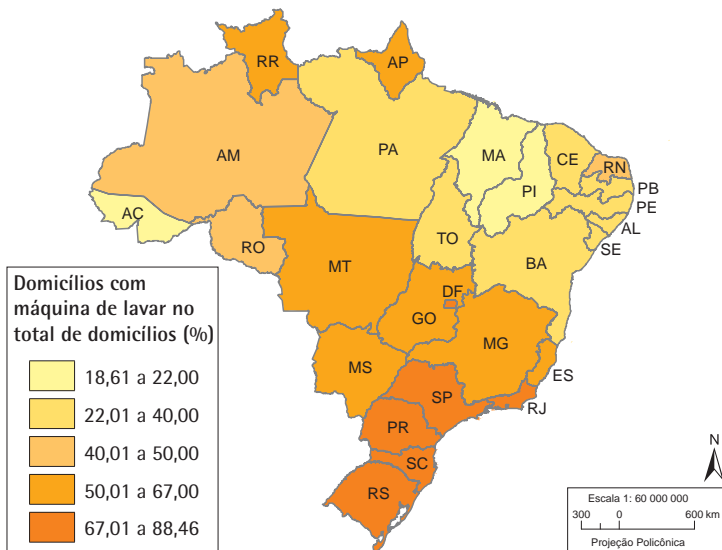 RR
AP
AM
PA
MA
CE
RN
PI
PB
PE
AC
AL
TO
SE
RO
BA
MT
Domicílios com
máquina de lavar no
total de domicílios (%)
DF
GO
MG
18,61 a 22,00
MS
ES
22,01 a 40,00
SP
RJ
40,01 a 50,00
PR
N
50,01 a 67,00
SC
RS
67,01 a 88,46
Escala 1: 60 000 000
300 0 600 km
Projeção Policônica